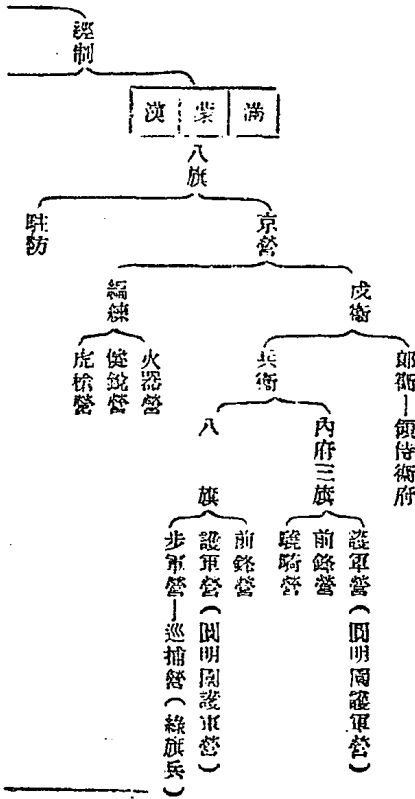 經制
滿
蒙
漢
八旗
京營
駐防
戍衛
編練
郎衛—領侍衛府
兵衛
火器營
健銳營
虎槍營
內府三旗
八旗
護軍營(圓明園護軍營)
前鋒營
驍騎營
前鋒營
護軍營(圓明園護軍營)
步軍營—巡捕營(綠旗兵)